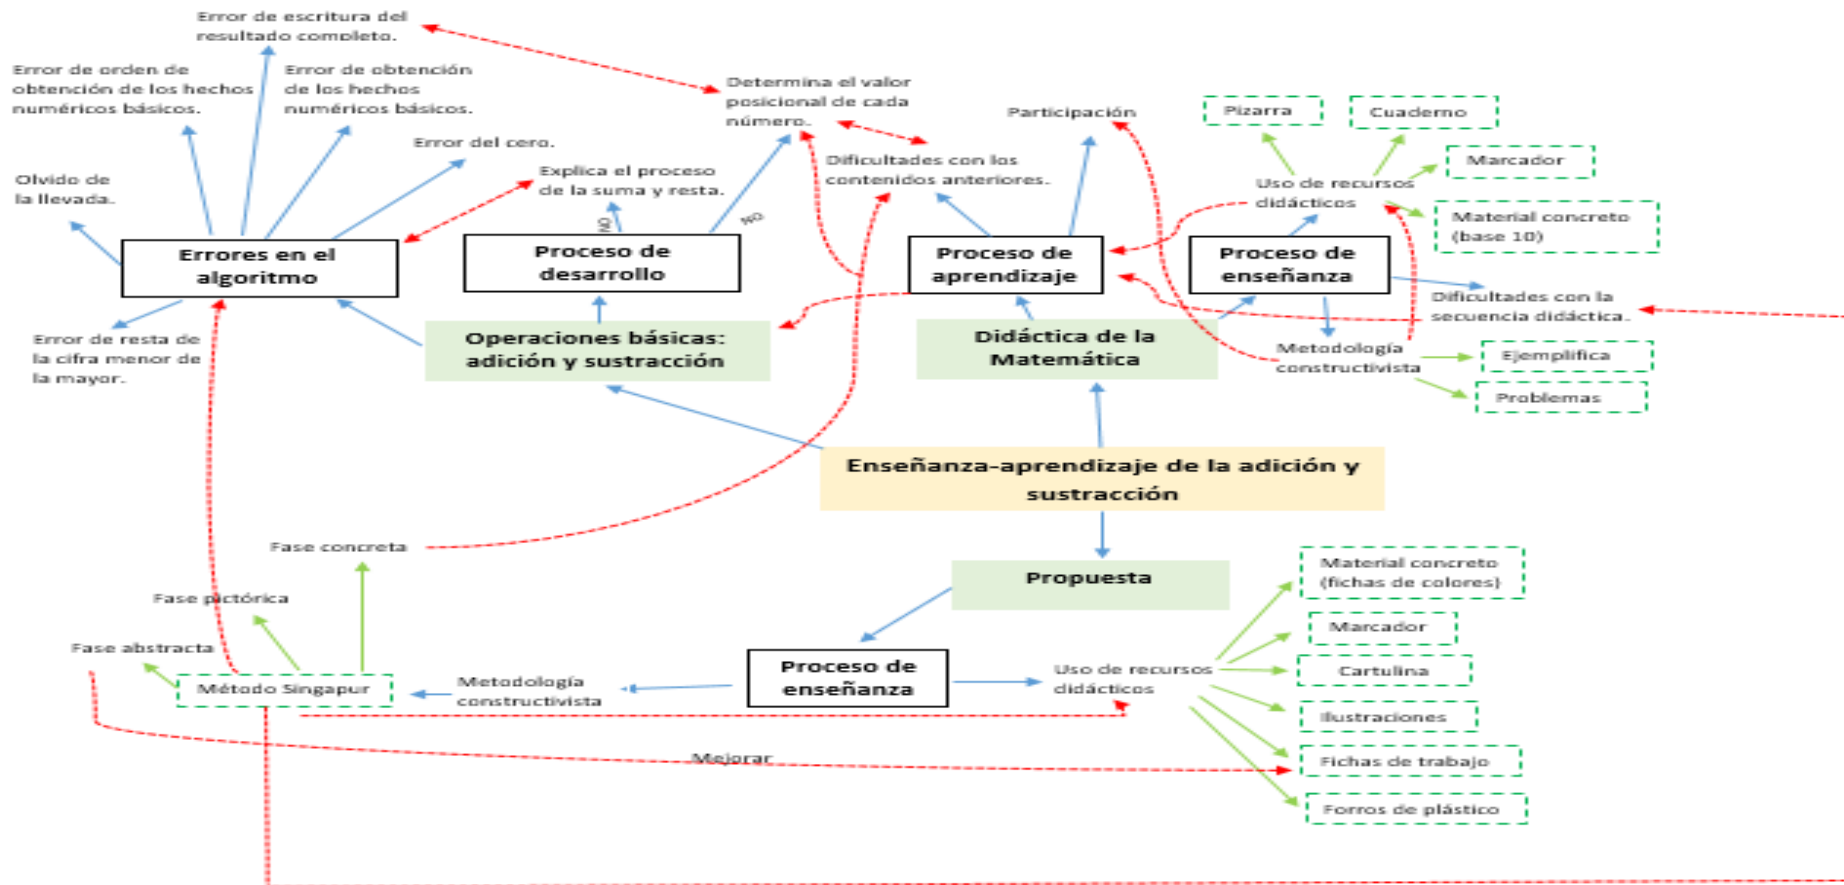 Error de escritura del
resultado completo.
Error de orden de
obtención de los hechos
numéricos básicos.
Error de obtención
de los hechos
numéricos básicos.
Error del cero.
Olvido de
la llevada.
Explica el proceso
de la suma y resta.
Determina el valor
posicional de cada
número.
Dificultades con los
contenidos anteriores.
Participación
Pizarra
Cuaderno
Marcador
Uso de recursos
didácticos
Material concreto
(base 10)
NO
NO
Errores en el
algoritmo
Proceso de
desarrollo
Proceso de
aprendizaje
Proceso de
enseñanza
Dificultades con la
secuencia didáctica.
Error de resta de
la cifra menor de
la mayor.
Operaciones básicas:
adición y sustracción
Didáctica de la
Matemática
Metodología
constructivista
Ejemplifica
Problemas
Enseñanza-aprendizaje de la adición y
sustracción
Fase concreta
Fase pictórica
Fase abstracta
Método Singapur
Metodología
constructivista
Propuesta
Proceso de
enseñanza
Uso de recursos
didácticos
Material concreto
(fichas de colores)
Marcador
Cartulina
Ilustraciones
Fichas de trabajo
Forros de plástico
Mejorar